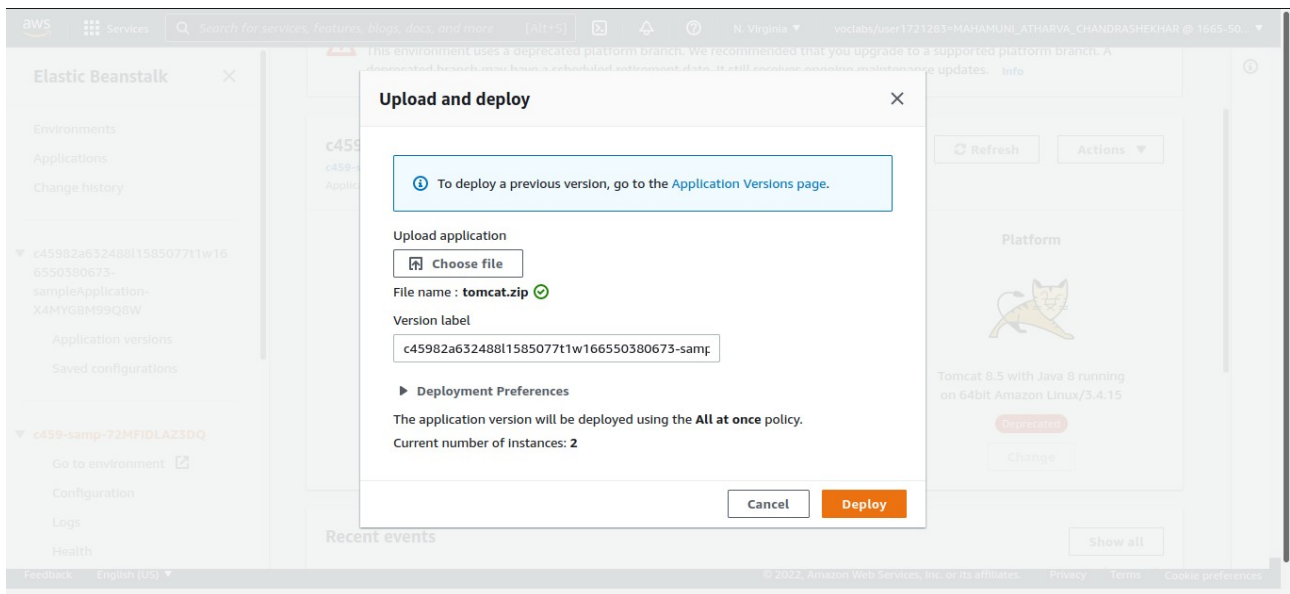 aws
Services
Search for services, features, blogs, docs, and more [Alt+S]
N. Virginia ▼ voclabs/user1721283=MAHAMUNI_ATHARVA_CHANDRASHEKHAR @ 1665-50... ▼
This environment uses a deprecated platform branch. We recommended that you upgrade to a supported platform branch. A
deprecated branch may have a scheduled retirement date. It still receives ongoing maintenance updates. Info
Elastic Beanstalk
Environments
Applications
Change history
c45982a632488l1585077t1w16
6550380673-
sampleApplication-
X4MYGBM99Q8W
Application versions
Saved configurations
c459-samp-72MFIDLAZ3DQ
Go to environment
Configuration
Logs
Health
Upload and deploy
To deploy a previous version, go to the Application Versions page.
Upload application
Choose file
File name : tomcat.zip
Version label
c45982a632488l1585077t1w166550380673-samp
Deployment Preferences
The application version will be deployed using the All at once policy.
Current number of instances: 2
Cancel
Deploy
c459
c459-s
Applic
Refresh
Actions ▼
Platform
Tomcat 8.5 with Java 8 running
on 64bit Amazon Linux/3.4.15
Deprecated
Change
Recent events
Show all
Feedback English (US) ▼
© 2022, Amazon Web Services, Inc. or its affiliates. Privacy Terms Cookie preferences